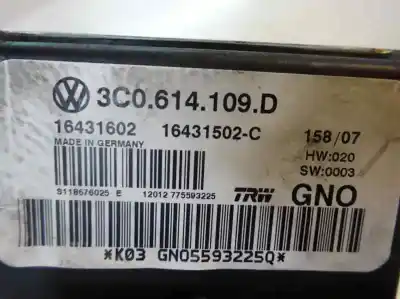 3C0.614.109.D
16431602 16431502-C 158/07
MADE IN GERMANY
HW:020
SW:0003
S118676025 E 12012 775593225 TRW GNO
*K03 GNO5593225Q*